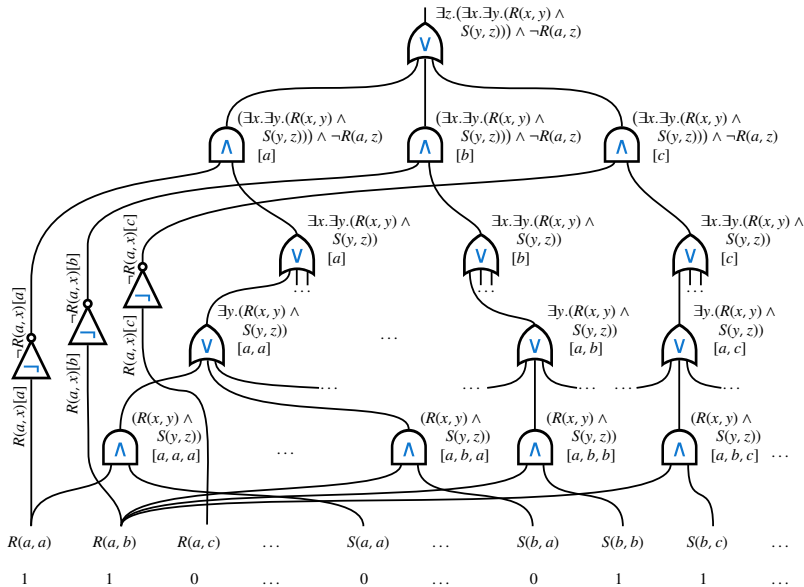 ∃z.(∃x.∃y.(R(x, y) ∧
S(y, z))) ∧ ¬R(a, z)
∨
(∃x.∃y.(R(x, y) ∧
S(y, z))) ∧ ¬R(a, z)
[a]
∧
(∃x.∃y.(R(x, y) ∧
S(y, z))) ∧ ¬R(a, z)
[b]
∧
(∃x.∃y.(R(x, y) ∧
S(y, z))) ∧ ¬R(a, z)
[c]
∧
¬R(a, x)[a]
¬R(a, x)[b]
¬R(a, x)[c]
¬
¬
¬
R(a, x)[a]
R(a, x)[b]
R(a, x)[c]
∃x.∃y.(R(x, y) ∧
S(y, z))
[a]
∨
...
∃x.∃y.(R(x, y) ∧
S(y, z))
[b]
∨
...
∃x.∃y.(R(x, y) ∧
S(y, z))
[c]
∨
...
∃y.(R(x, y) ∧
S(y, z))
[a, a]
∨
...
...
∃y.(R(x, y) ∧
S(y, z))
[a, b]
∨
...
...
∃y.(R(x, y) ∧
S(y, z))
[a, c]
∨
...
...
(R(x, y) ∧
S(y, z))
[a, a, a]
∧
...
(R(x, y) ∧
S(y, z))
[a, b, a]
∧
(R(x, y) ∧
S(y, z))
[a, b, b]
∧
(R(x, y) ∧
S(y, z))
[a, b, c]
∧
...
R(a, a) R(a, b) R(a, c) ... S(a, a) ... S(b, a) S(b, b) S(b, c) ...
1 1 0 ... 0 ... 0 1 1 ...